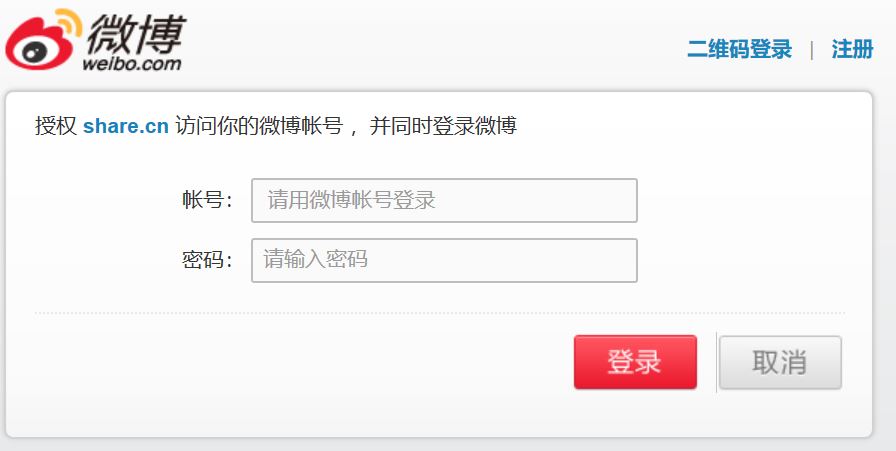 微博
weibo.com
二维码登录 | 注册
授权 share.cn 访问你的微博帐号，并同时登录微博
帐号： 请用微博帐号登录
密码： 请输入密码
登录 取消